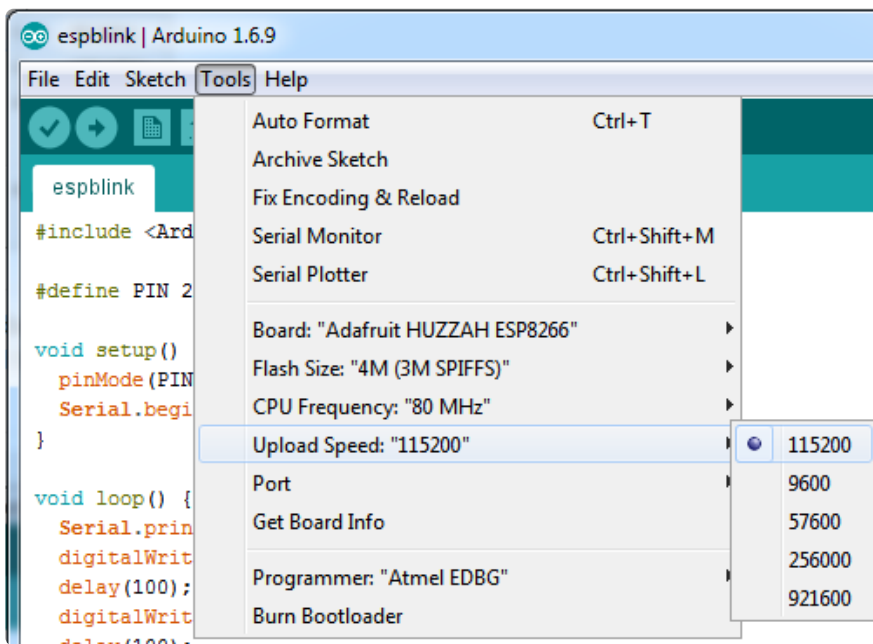 espblink | Arduino 1.6.9
File Edit Sketch Tools Help
espblink
#include <Ard
#define PIN 2
void setup()
pinMode(PIN
Serial.begi
}
void loop() {
Serial.prin
digitalWrit
delay(100);
digitalWrit
delay(100);
Auto Format Ctrl+T
Archive Sketch
Fix Encoding & Reload
Serial Monitor Ctrl+Shift+M
Serial Plotter Ctrl+Shift+L
Board: "Adafruit HUZZAH ESP8266"
Flash Size: "4M (3M SPIFFS)"
CPU Frequency: "80 MHz"
Upload Speed: "115200"
Port
Get Board Info
Programmer: "Atmel EDBG"
Burn Bootloader
115200
9600
57600
256000
921600